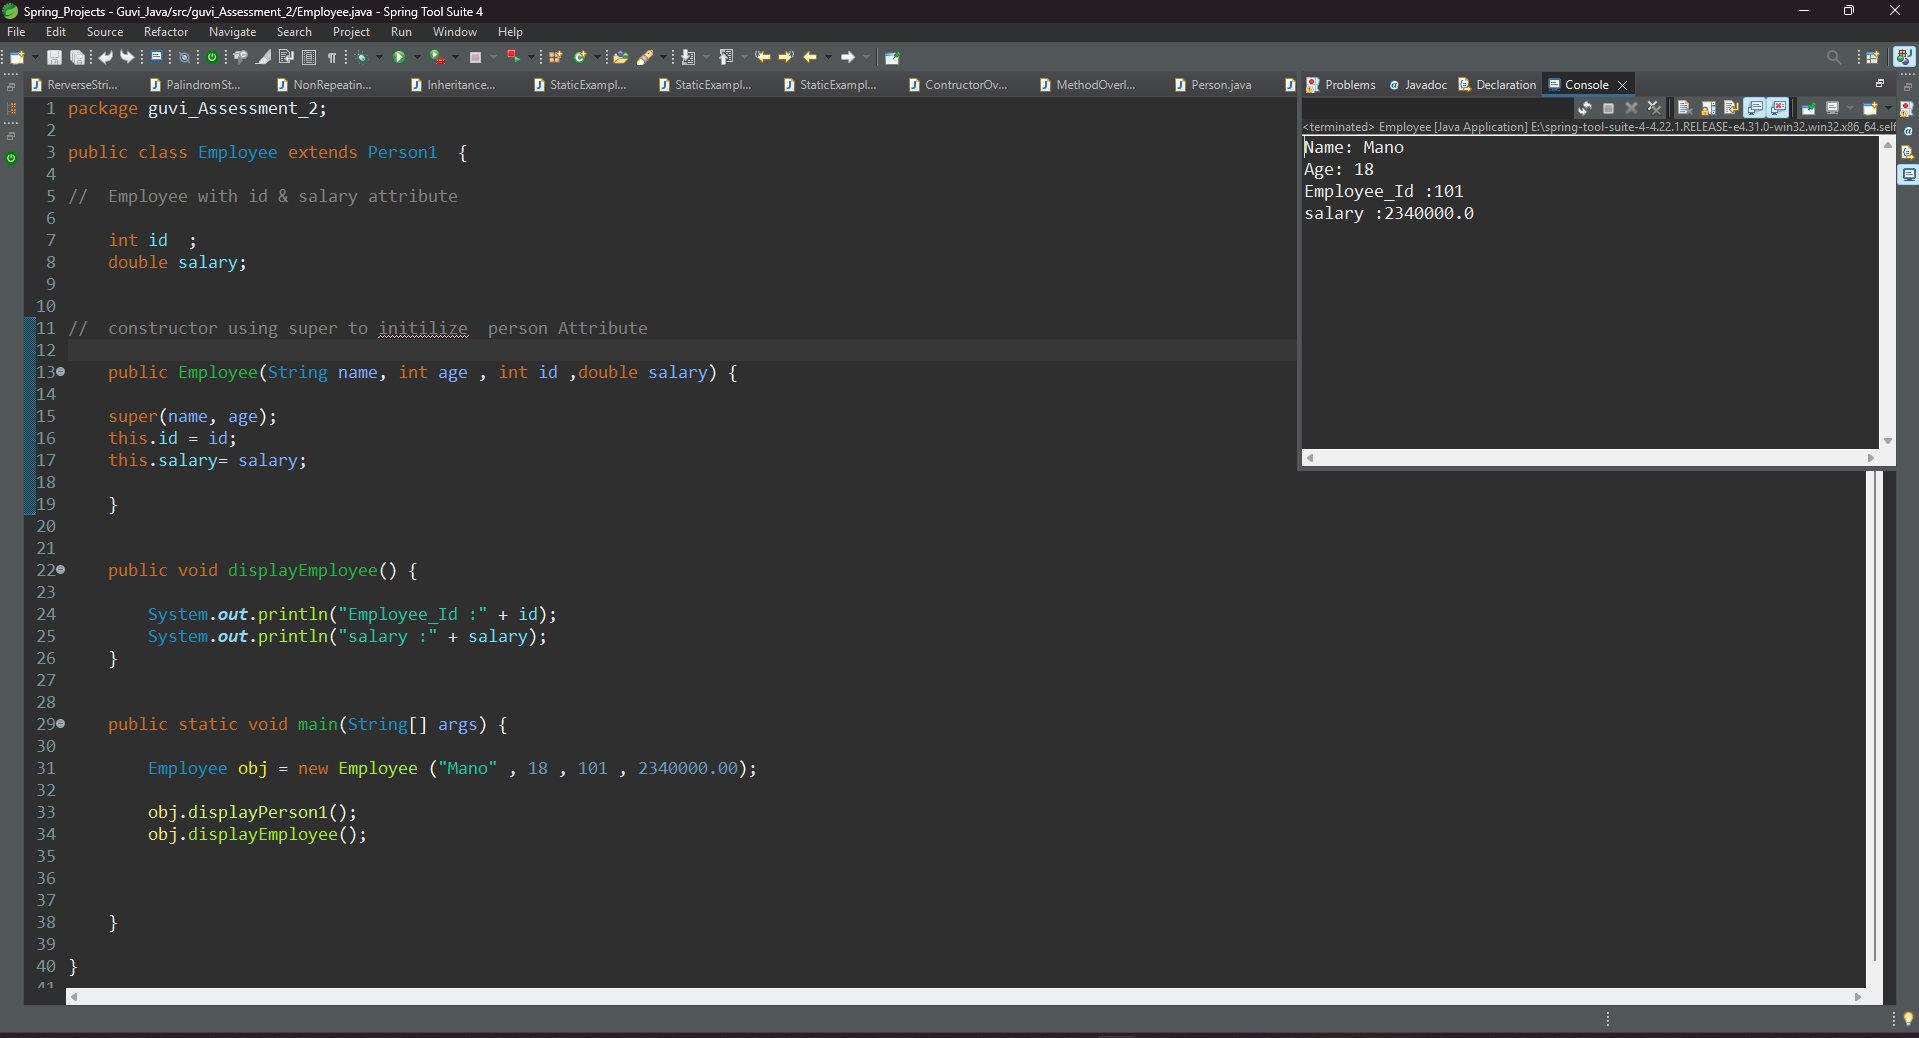 Spring_Projects - Guvi_Java/src/guvi_Assessment_2/Employee.java - Spring Tool Suite 4
File Edit Source Refactor Navigate Search Project Run Window Help
RerverseStri... PalindromSt... NonRepeatin... Inheritance... StaticExampl... StaticExampl... StaticExampl... ContructorOv... MethodOverl... Person.java
Problems Javadoc Declaration Console
<terminated> Employee [Java Application] E:\spring-tool-suite-4-4.22.1.RELEASE-e4.31.0-win32.win32.x86_64.self
Name: Mano
Age: 18
Employee_Id :101
salary :2340000.0
1 package guvi_Assessment_2;
2
3 public class Employee extends Person1  {
4
5 //  Employee with id & salary attribute
6
7     int id  ;
8     double salary;
9
10
11 //  constructor using super to initilize  person Attribute
12
13     public Employee(String name, int age , int id ,double salary) {
14
15     super(name, age);
16     this.id = id;
17     this.salary= salary;
18
19     }
20
21
22     public void displayEmployee() {
23
24         System.out.println("Employee_Id :" + id);
25         System.out.println("salary :" + salary);
26     }
27
28
29     public static void main(String[] args) {
30
31         Employee obj = new Employee ("Mano" , 18 , 101 , 2340000.00);
32
33         obj.displayPerson1();
34         obj.displayEmployee();
35
36
37
38     }
39
40 }
41